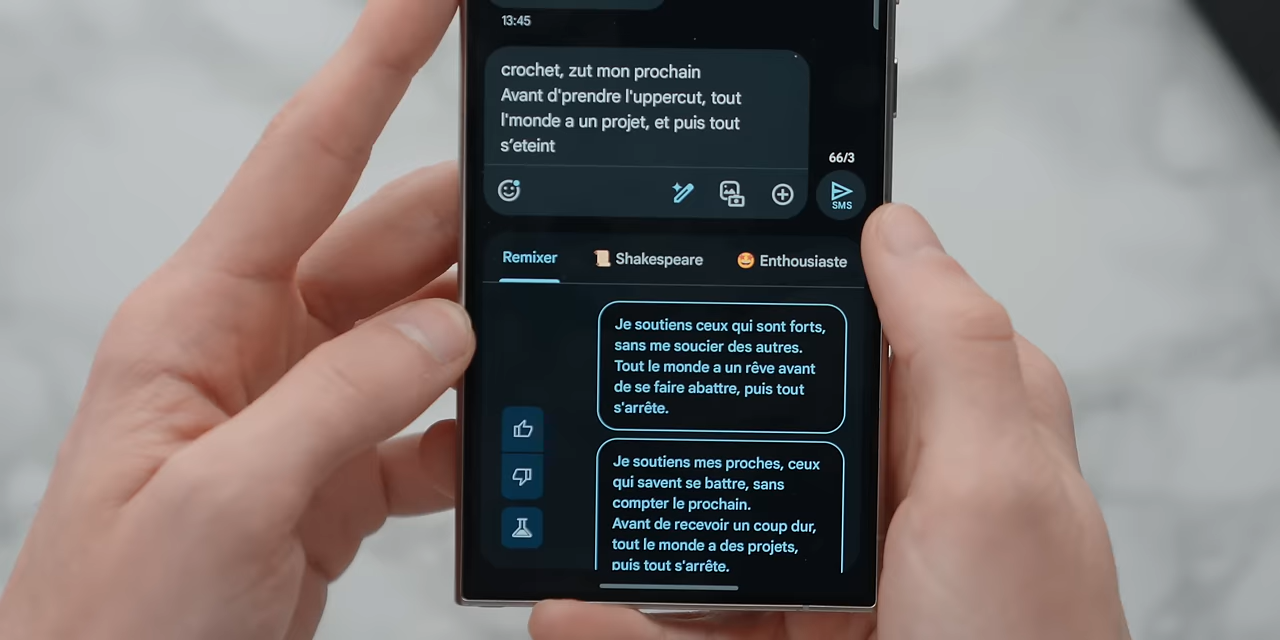 13:45
crochet, zut mon prochain
Avant d'prendre l'uppercut, tout
l'monde a un projet, et puis tout
s’eteint
66/3
SMS
Remixer
Shakespeare
Enthousiaste
Je soutiens ceux qui sont forts,
sans me soucier des autres.
Tout le monde a un rêve avant
de se faire abattre, puis tout
s'arrête.
Je soutiens mes proches, ceux
qui savent se battre, sans
compter le prochain.
Avant de recevoir un coup dur,
tout le monde a des projets,
puis tout s'arrête.